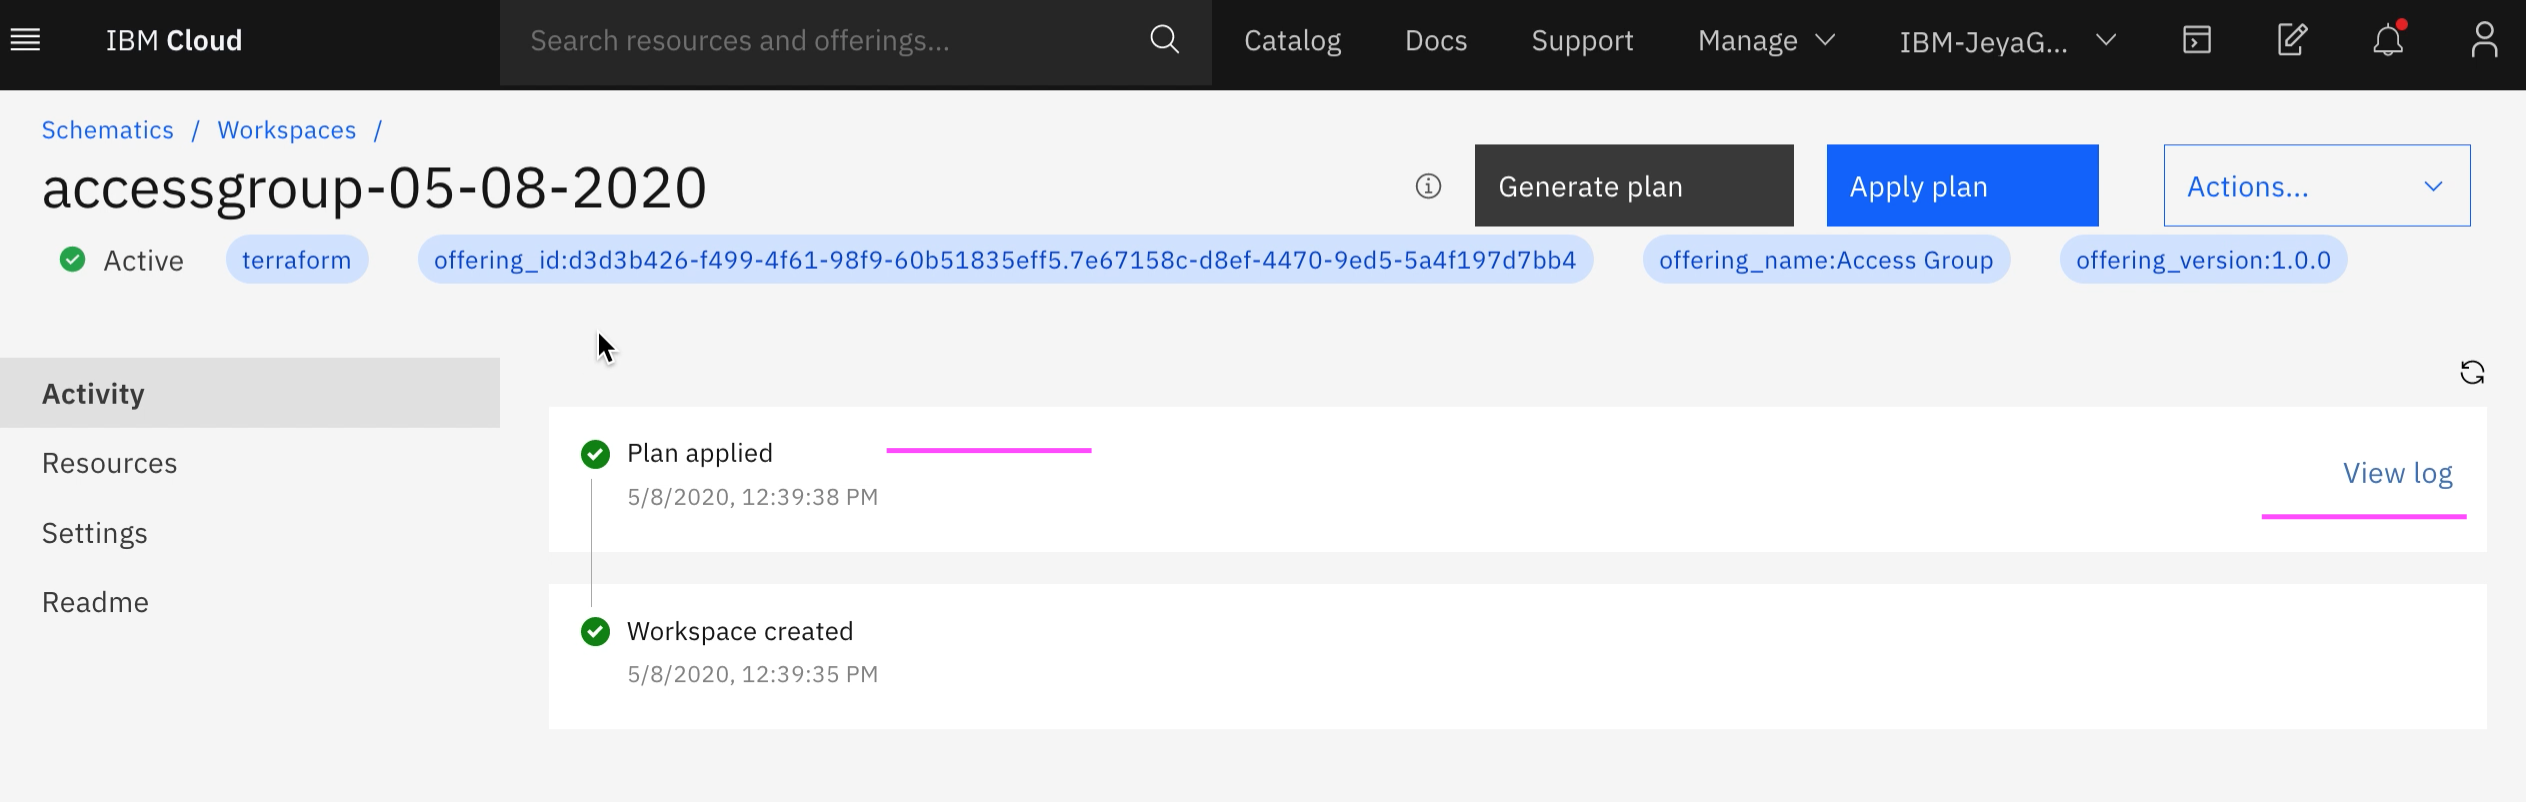 IBM Cloud
Search resources and offerings...
Catalog
Docs
Support
Manage
IBM-JeyaG...
Schematics / Workspaces /
accessgroup-05-08-2020
Generate plan
Apply plan
Actions...
Active
terraform
offering_id:d3d3b426-f499-4f61-98f9-60b51835eff5.7e67158c-d8ef-4470-9ed5-5a4f197d7bb4
offering_name:Access Group
offering_version:1.0.0
Activity
Resources
Settings
Readme
Plan applied
5/8/2020, 12:39:38 PM
View log
Workspace created
5/8/2020, 12:39:35 PM